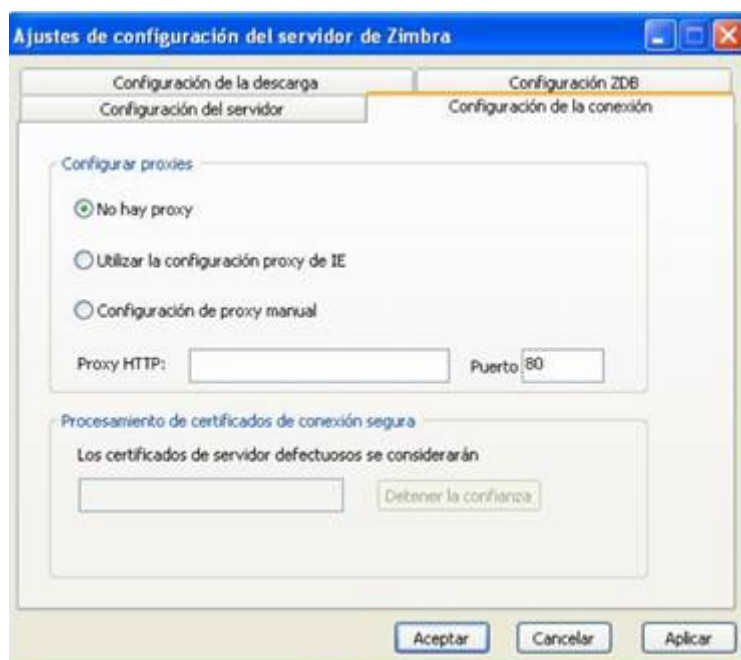 Ajustes de configuración del servidor de Zimbra
Configuración de la descarga
Configuración ZDB
Configuración del servidor
Configuración de la conexión
Configurar proxies
No hay proxy
Utilizar la configuración proxy de IE
Configuración de proxy manual
Proxy HTTP:
Puerto 80
Procesamiento de certificados de conexión segura
Los certificados de servidor defectuosos se considerarán
Detener la confianza
Aceptar
Cancelar
Aplicar